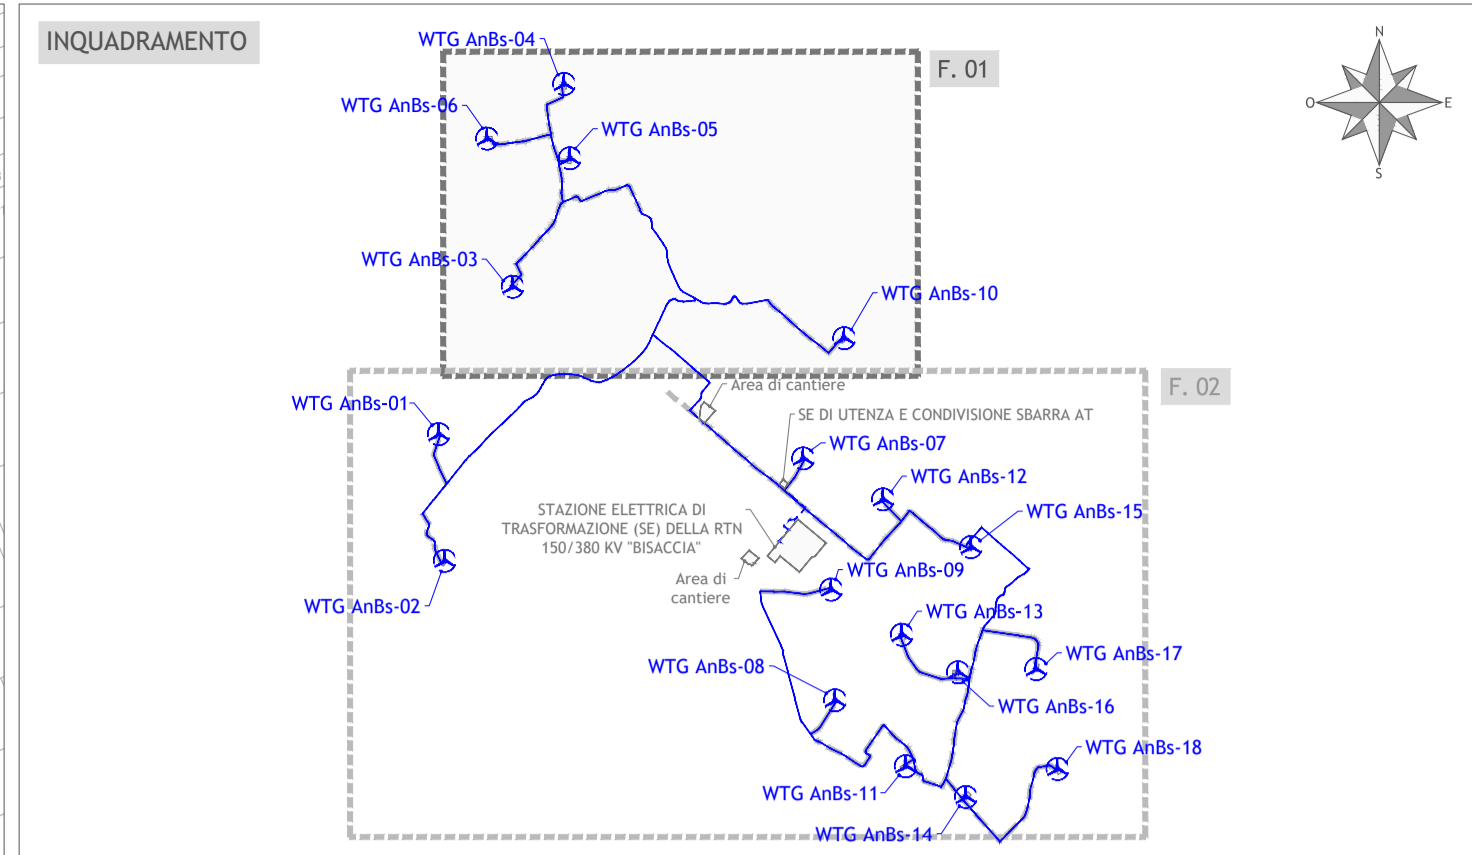 INQUADRAMENTO
WTG AnBs-04
F. 01
N
O
E
S
WTG AnBs-06
WTG AnBs-05
WTG AnBs-03
WTG AnBs-10
Area di cantiere
F. 02
WTG AnBs-01
SE DI UTENZA E CONDIVISIONE SBARRA AT
WTG AnBs-07
WTG AnBs-12
STAZIONE ELETTRICA DI
TRASFORMAZIONE (SE) DELLA RTN
150/380 KV "BISACCIA"
WTG AnBs-15
Area di
cantiere
WTG AnBs-09
WTG AnBs-02
WTG AnBs-13
WTG AnBs-08
WTG AnBs-17
WTG AnBs-16
WTG AnBs-18
WTG AnBs-11
WTG AnBs-14